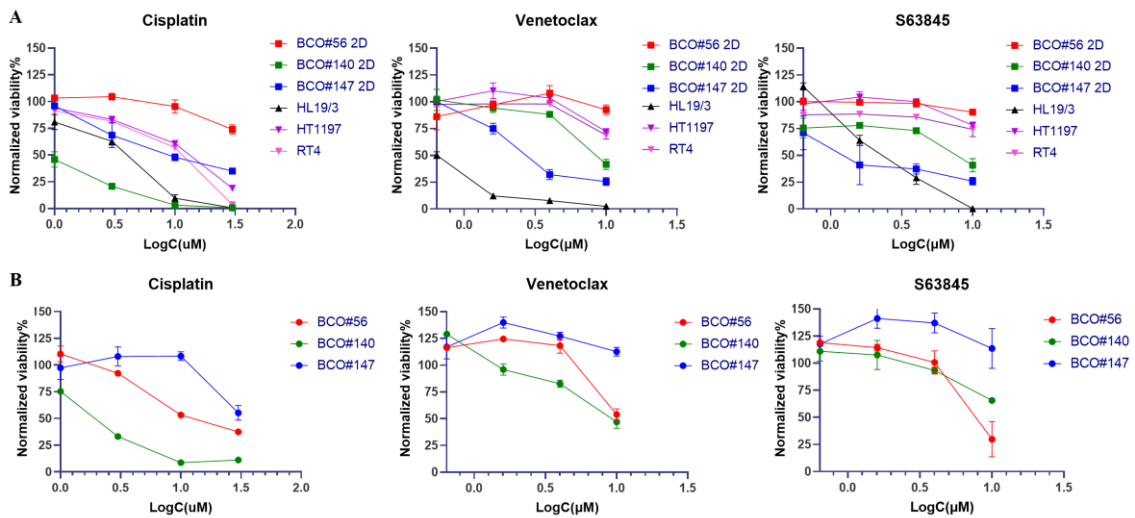 A
Cisplatin
Normalized viability%
150
125
100
75
50
25
0
0.0 0.5 1.0 1.5 2.0
LogC(uM)
BCO#56 2D
BCO#140 2D
BCO#147 2D
HL19/3
HT1197
RT4
Venetoclax
Normalized viability%
150
125
100
75
50
25
0
0.0 0.5 1.0 1.5
LogC(μM)
BCO#56 2D
BCO#140 2D
BCO#147 2D
HL19/3
HT1197
RT4
S63845
Normalized viability%
150
125
100
75
50
25
0
0.0 0.5 1.0 1.5
LogC(μM)
BCO#56 2D
BCO#140 2D
BCO#147 2D
HL19/3
HT1197
RT4
B
Cisplatin
Normalized viability%
150
125
100
75
50
25
0
0.0 0.5 1.0 1.5 2.0
LogC(uM)
BCO#56
BCO#140
BCO#147
Venetoclax
Normalized viability%
150
125
100
75
50
25
0
0.0 0.5 1.0 1.5
LogC(μM)
BCO#56
BCO#140
BCO#147
S63845
Normalized viability%
150
125
100
75
50
25
0
0.0 0.5 1.0 1.5
LogC(μM)
BCO#56
BCO#140
BCO#147